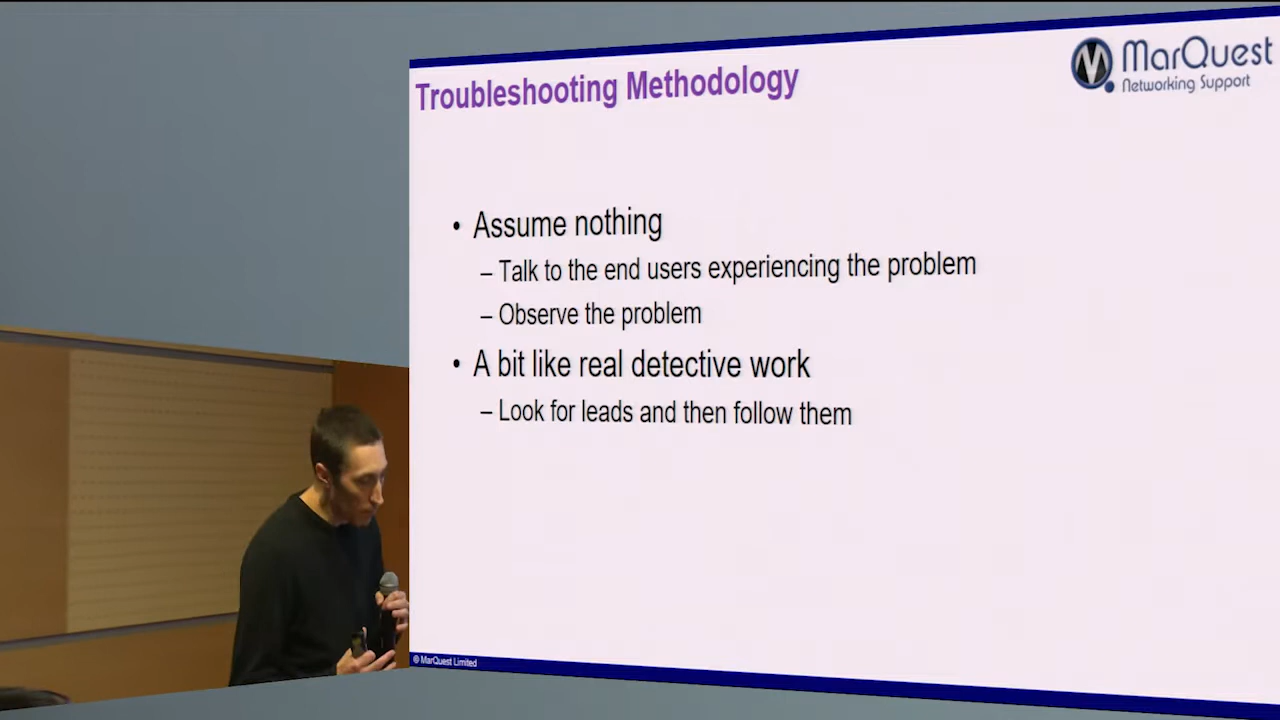 Troubleshooting Methodology
MarQuest
Networking Support
• Assume nothing
– Talk to the end users experiencing the problem
– Observe the problem
• A bit like real detective work
– Look for leads and then follow them
© MarQuest Limited